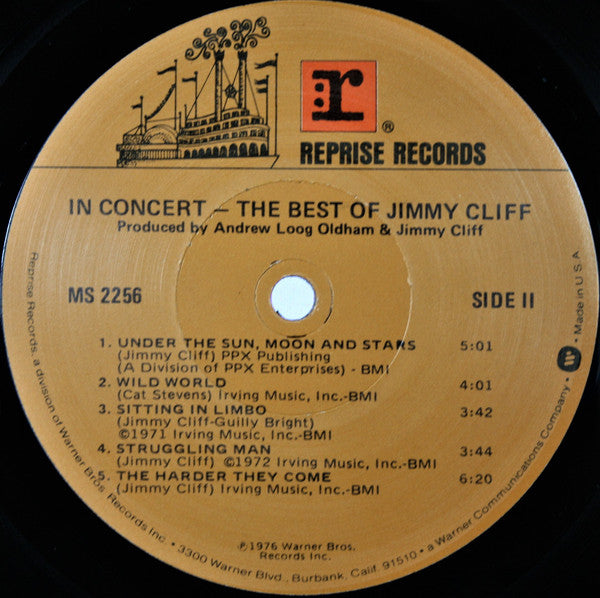 :r
®
REPRISE RECORDS
IN CONCERT – THE BEST OF JIMMY CLIFF
Produced by Andrew Loog Oldham & Jimmy Cliff
MS 2256
SIDE II
1. UNDER THE SUN, MOON AND STARS 5:01
(Jimmy Cliff) PPX Publishing
(A Division of PPX Enterprises) - BMI
2. WILD WORLD 4:01
(Cat Stevens) Irving Music, Inc.-BMI
3. SITTING IN LIMBO 3:42
(Jimmy Cliff-Guilly Bright)
©1971 Irving Music, Inc.-BMI
4. STRUGGLING MAN 3:44
(Jimmy Cliff) ©1972 Irving Music, Inc.-BMI
5. THE HARDER THEY COME 6:20
(Jimmy Cliff) Irving Music, Inc.-BMI
℗1976 Warner Bros.
Records Inc.
Reprise Records, a division of Warner Bros. Records Inc. • 3300 Warner Blvd., Burbank, Calif. 91510 • a Warner Communications Company • W • Made in U.S.A